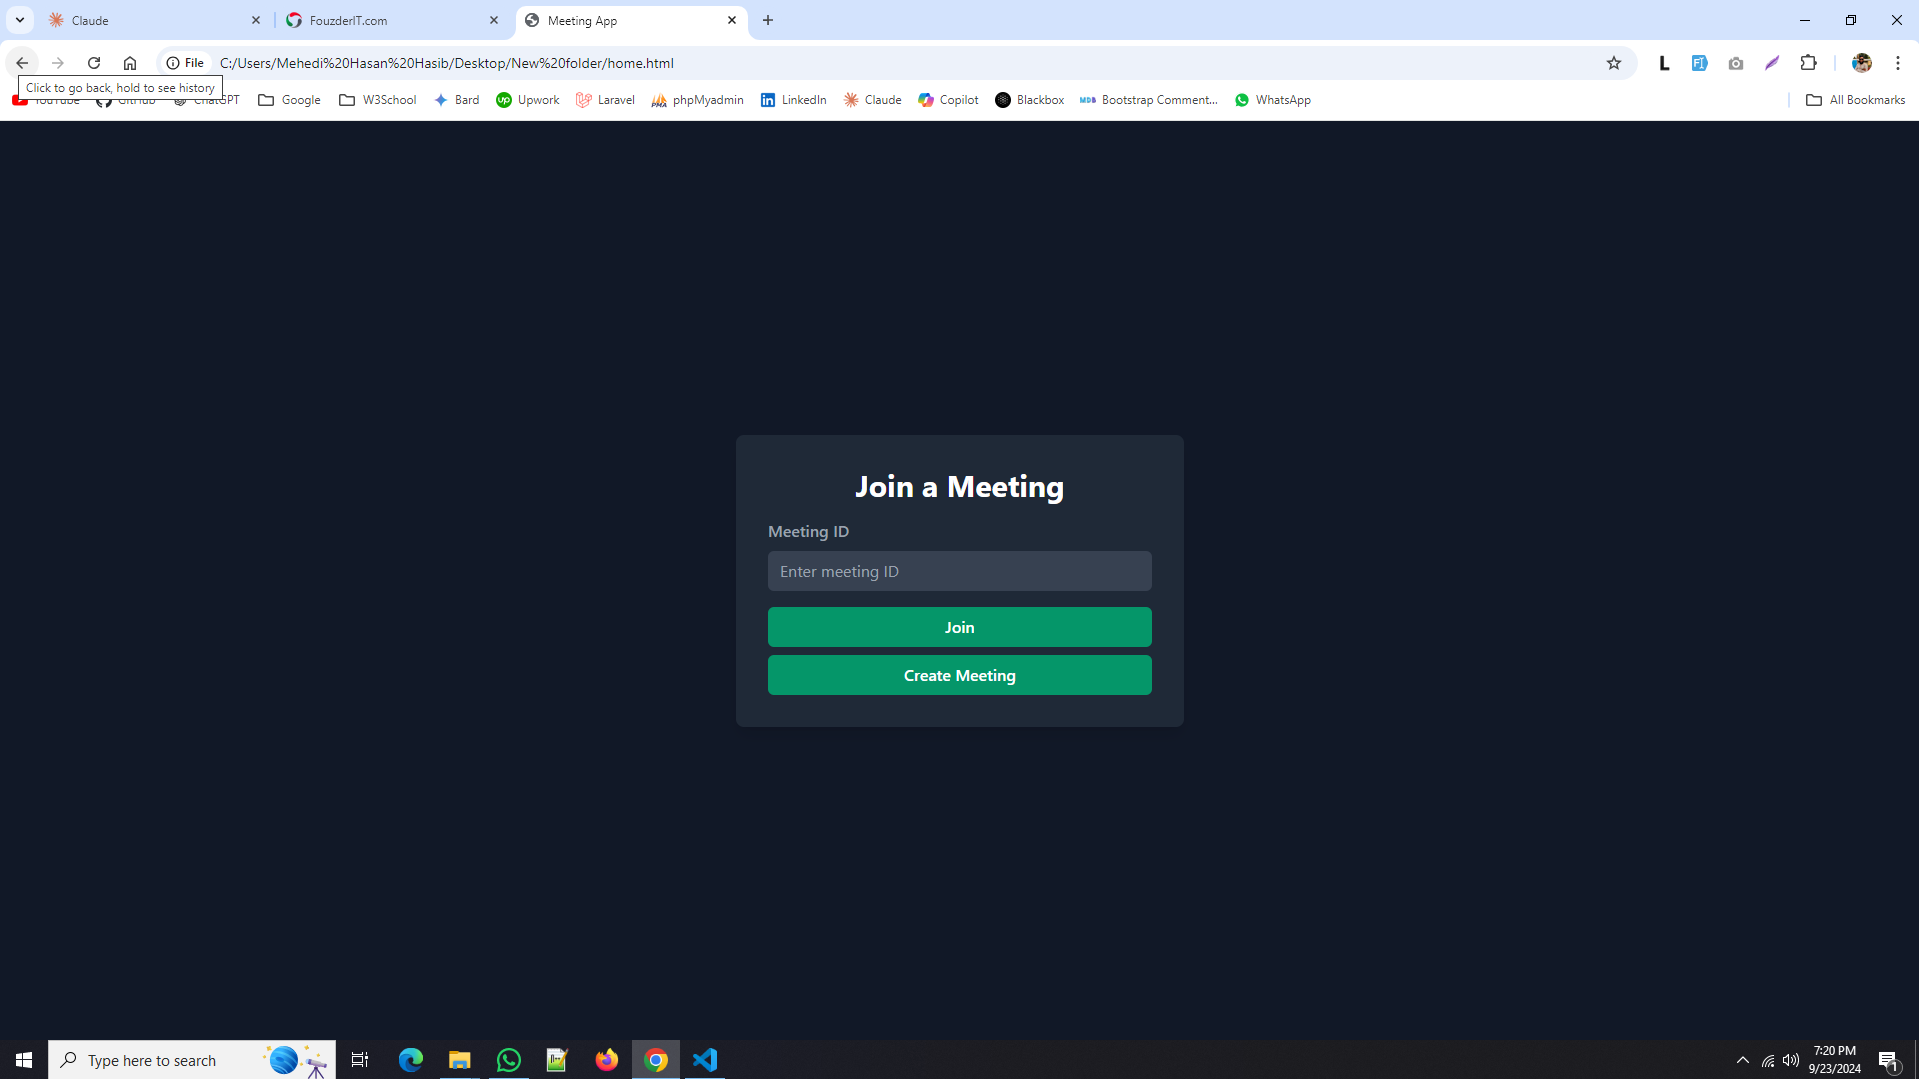 Claude
FouzderIT.com
Meeting App
File
C:/Users/Mehedi%20Hasan%20Hasib/Desktop/New%20folder/home.html
Click to go back, hold to see history
YouTube
GitHub
ChatGPT
Google
W3School
Bard
Upwork
Laravel
phpMyadmin
LinkedIn
Claude
Copilot
Blackbox
Bootstrap Comment...
WhatsApp
All Bookmarks
Join a Meeting
Meeting ID
Enter meeting ID
Join
Create Meeting
Type here to search
7:20 PM
9/23/2024
1